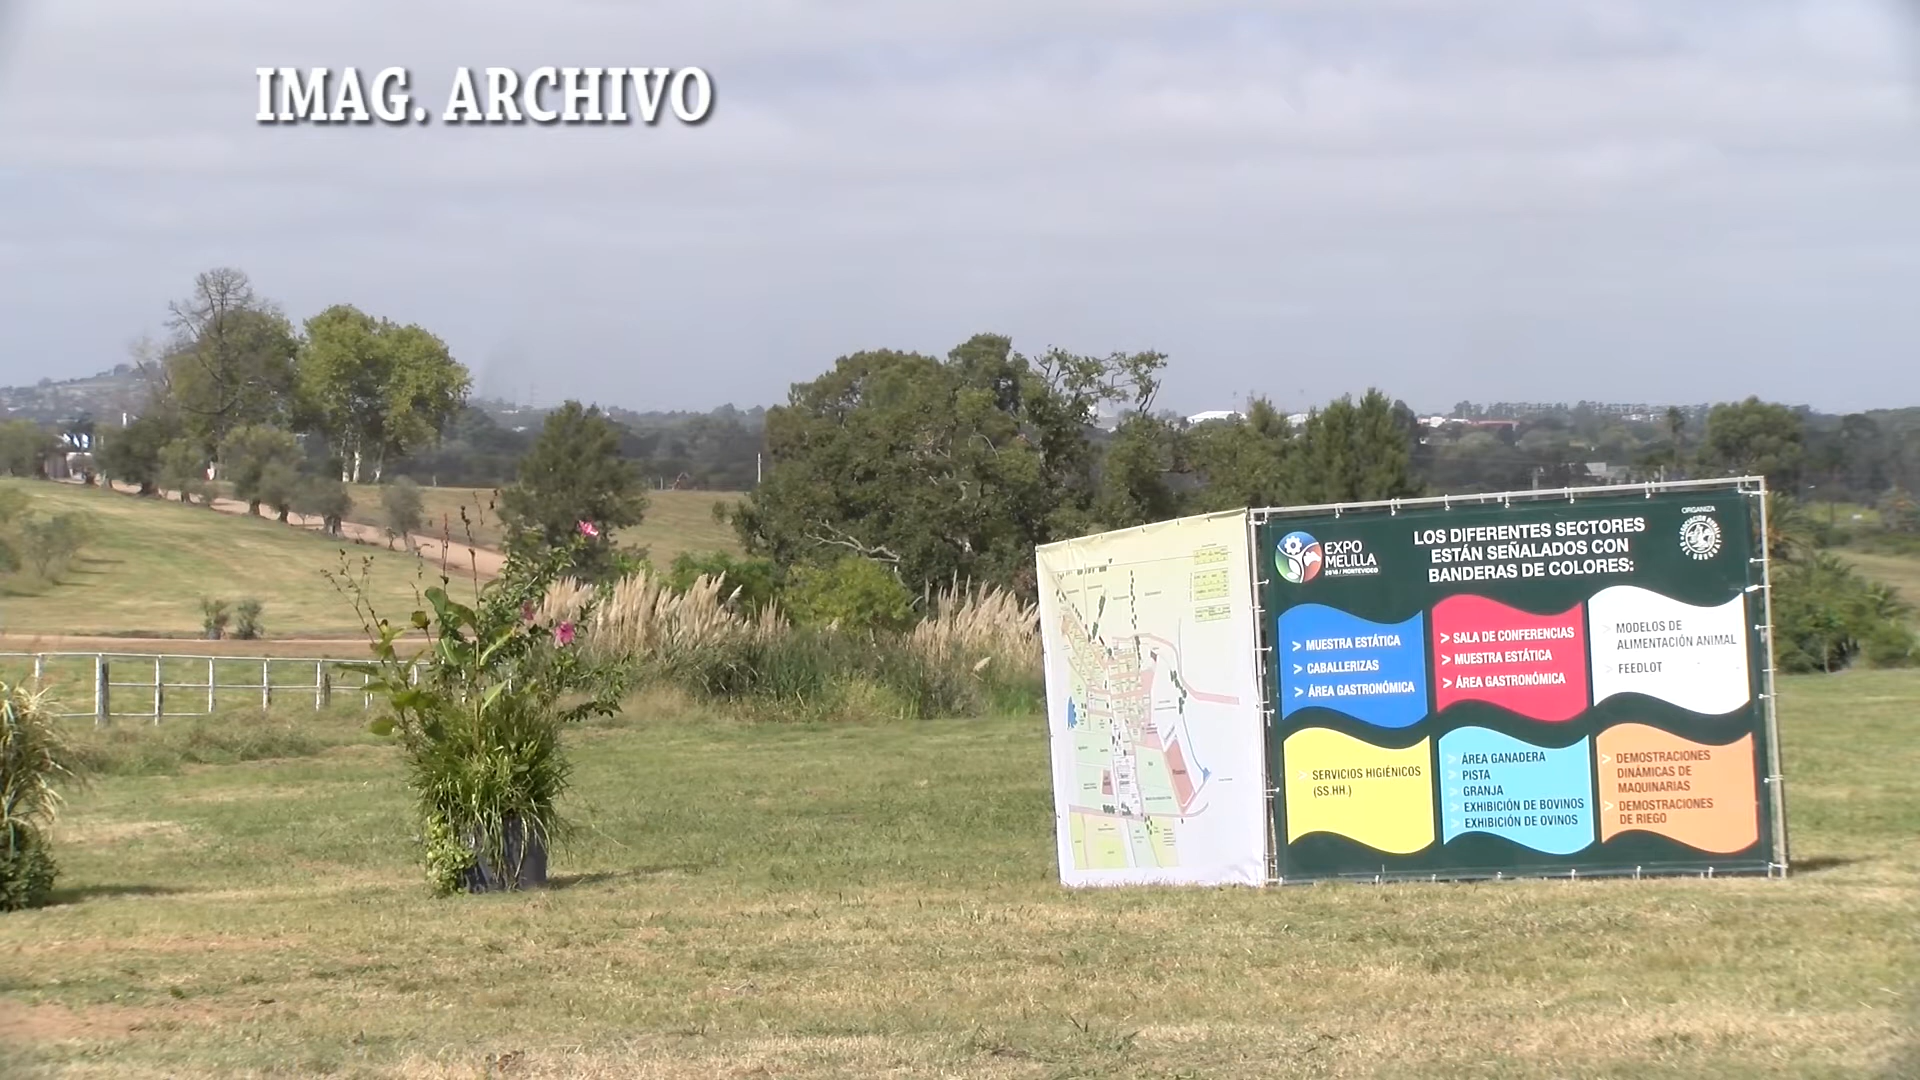 IMAG. ARCHIVO
EXPO
MELILLA
LOS DIFERENTES SECTORES
ESTÁN SEÑALADOS CON
BANDERAS DE COLORES:
ORGANIZA
> MUESTRA ESTÁTICA
> CABALLERIZAS
> ÁREA GASTRONÓMICA
> SALA DE CONFERENCIAS
> MUESTRA ESTÁTICA
> ÁREA GASTRONÓMICA
> MODELOS DE
ALIMENTACIÓN ANIMAL
> FEEDLOT
> SERVICIOS HIGIÉNICOS
(SS.HH.)
> ÁREA GANADERA
> PISTA
> GRANJA
> EXHIBICIÓN DE BOVINOS
> EXHIBICIÓN DE OVINOS
> DEMOSTRACIONES
DINÁMICAS DE
MAQUINARIAS
> DEMOSTRACIONES
DE RIEGO